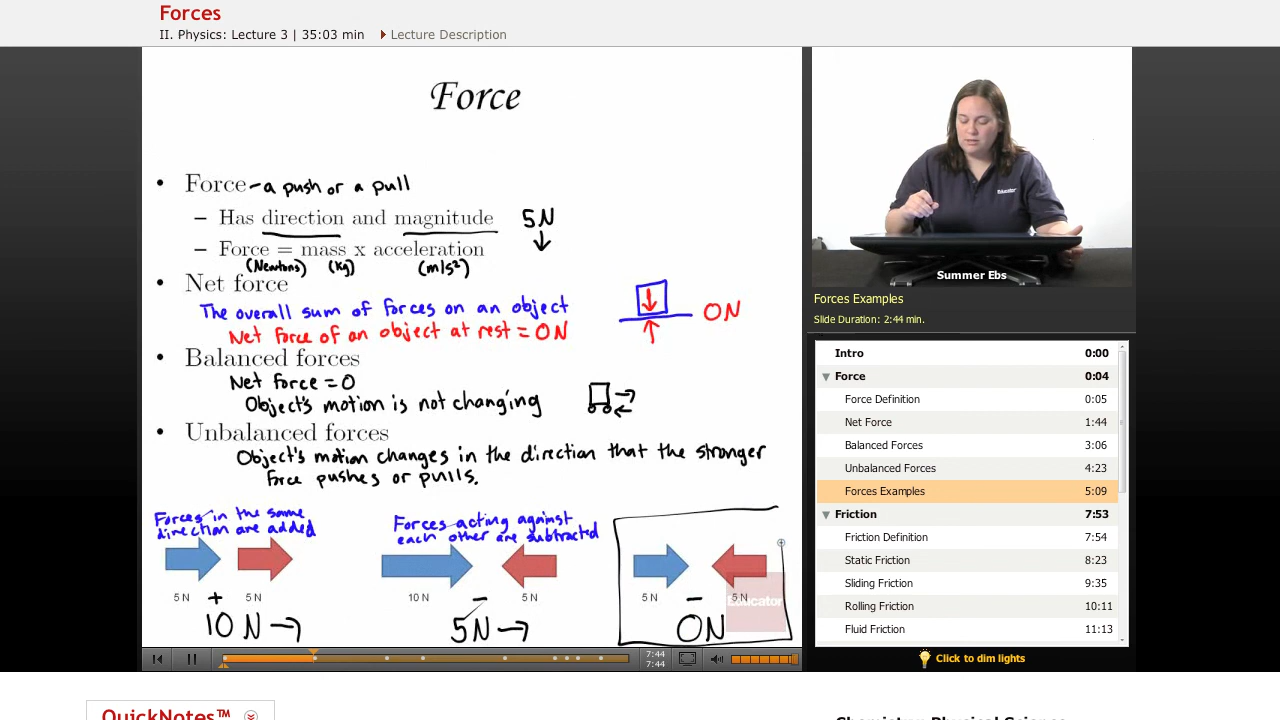 Forces
II. Physics: Lecture 3 | 35:03 min
Lecture Description
Force
• Force - a push or a pull
– Has direction and magnitude 5N
– Force = mass x acceleration
(Newtons) (kg) (m/s²)
• Net force
The overall sum of forces on an object
Net force of an object at rest = 0N
0N
• Balanced forces
Net force = 0
Object's motion is not changing
• Unbalanced forces
Object's motion changes in the direction that the stronger
force pushes or pulls.
Forces in the same
direction are added
5 N + 5 N
10 N →
Forces acting against
each other are subtracted
10 N - 5 N
5N →
5 N - 5 N
0N
Educator
7:44
7:44
Educator
Summer Ebs
Forces Examples
Slide Duration: 2:44 min.
Intro 0:00
Force 0:04
Force Definition 0:05
Net Force 1:44
Balanced Forces 3:06
Unbalanced Forces 4:23
Forces Examples 5:09
Friction 7:53
Friction Definition 7:54
Static Friction 8:23
Sliding Friction 9:35
Rolling Friction 10:11
Fluid Friction 11:13
Click to dim lights
QuickNotes™
Chemistry: Physical Science